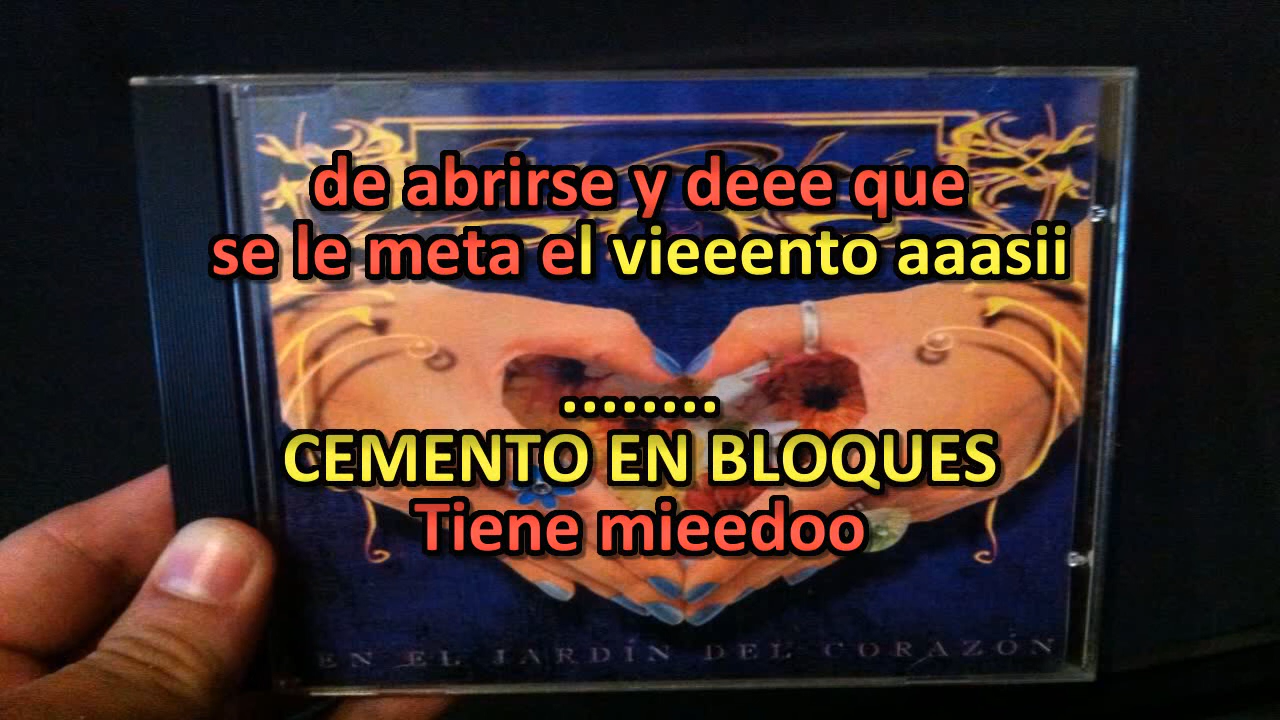 de abrirse y deee que
se le meta el vieeento aaasii
........
CEMENTO EN BLOQUES
Tiene mieedoo
EN EL JARDÍN DEL CORAZÓN